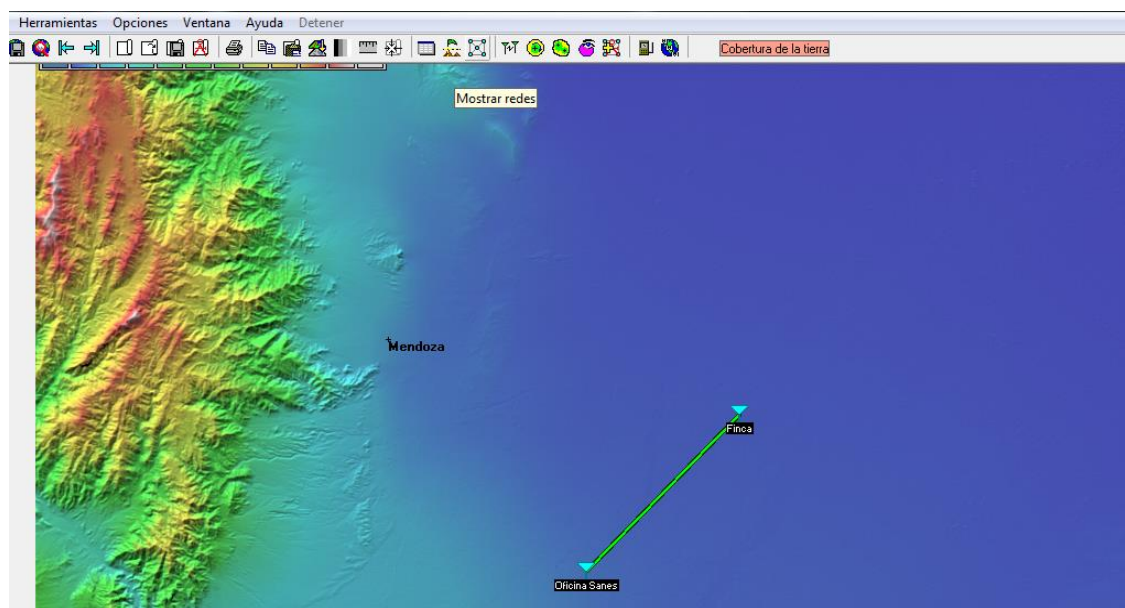 Herramientas Opciones Ventana Ayuda Detener
Cobertura de la tierra
Mostrar redes
Mendoza
Finca
Oficina Sanes